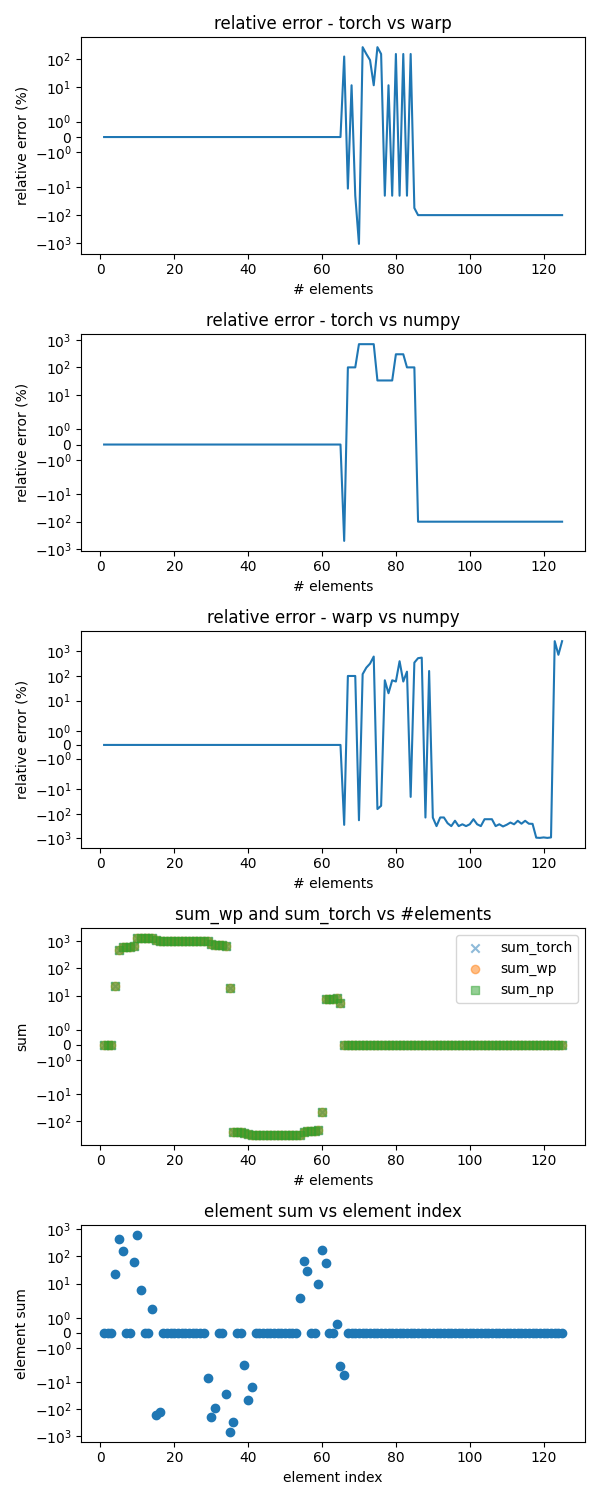 relative error - torch vs warp
relative error (%)
10²
10¹
10⁰
0
−10⁰
−10¹
−10²
−10³
0 20 40 60 80 100 120
# elements
relative error - torch vs numpy
relative error (%)
10³
10²
10¹
10⁰
0
−10⁰
−10¹
−10²
−10³
0 20 40 60 80 100 120
# elements
relative error - warp vs numpy
relative error (%)
10³
10²
10¹
10⁰
0
−10⁰
−10¹
−10²
−10³
0 20 40 60 80 100 120
# elements
sum_wp and sum_torch vs #elements
sum
10³
10²
10¹
10⁰
0
−10⁰
−10¹
−10²
sum_torch
sum_wp
sum_np
0 20 40 60 80 100 120
# elements
element sum vs element index
element sum
10³
10²
10¹
10⁰
0
−10⁰
−10¹
−10²
−10³
0 20 40 60 80 100 120
element index